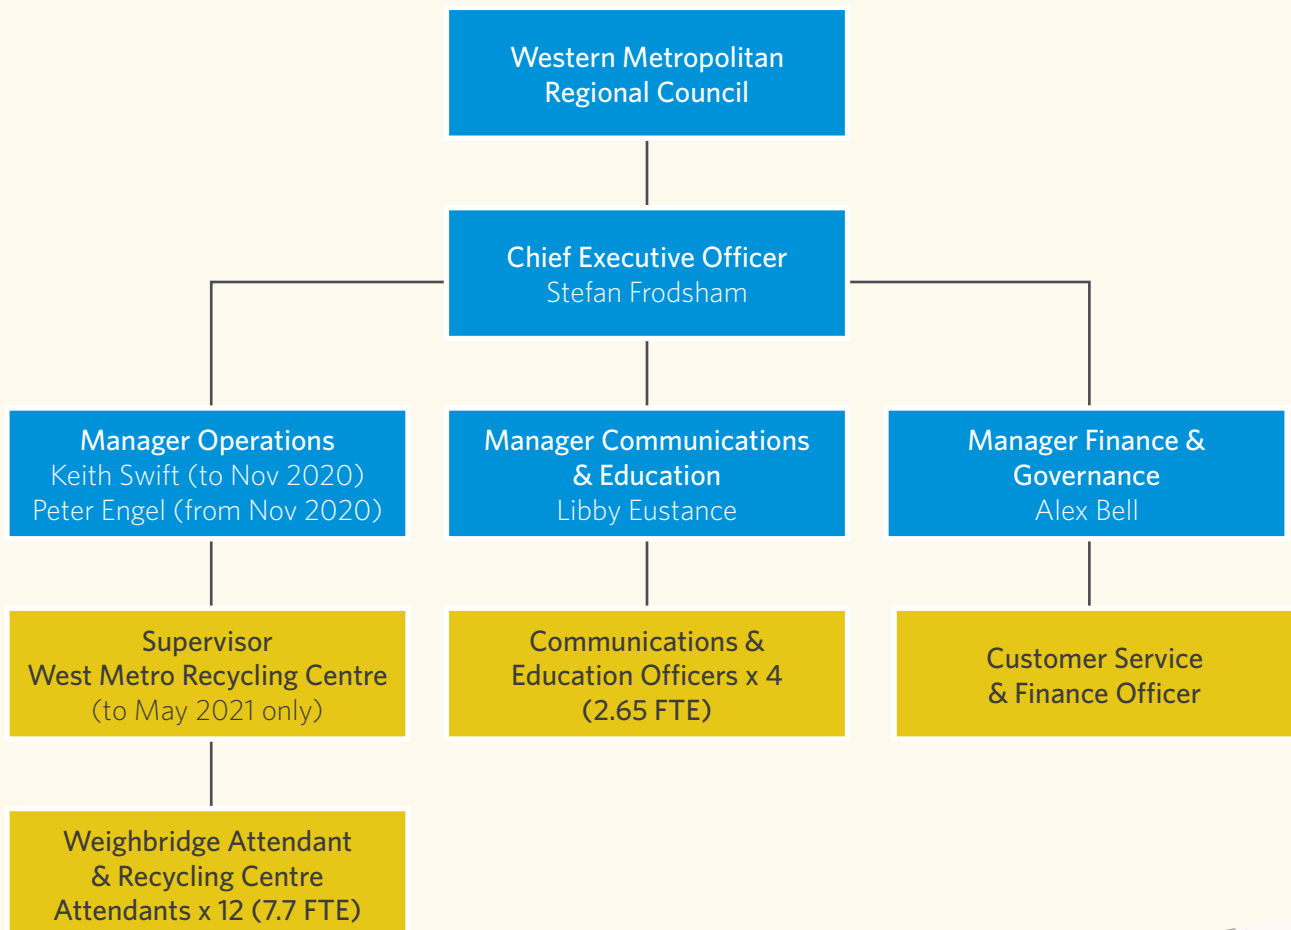 Western Metropolitan
Regional Council
Chief Executive Officer
Stefan Frodsham
Manager Operations
Keith Swift (to Nov 2020)
Peter Engel (from Nov 2020)
Manager Communications
& Education
Libby Eustance
Manager Finance &
Governance
Alex Bell
Supervisor
West Metro Recycling Centre
(to May 2021 only)
Communications &
Education Officers x 4
(2.65 FTE)
Customer Service
& Finance Officer
Weighbridge Attendant
& Recycling Centre
Attendants x 12 (7.7 FTE)